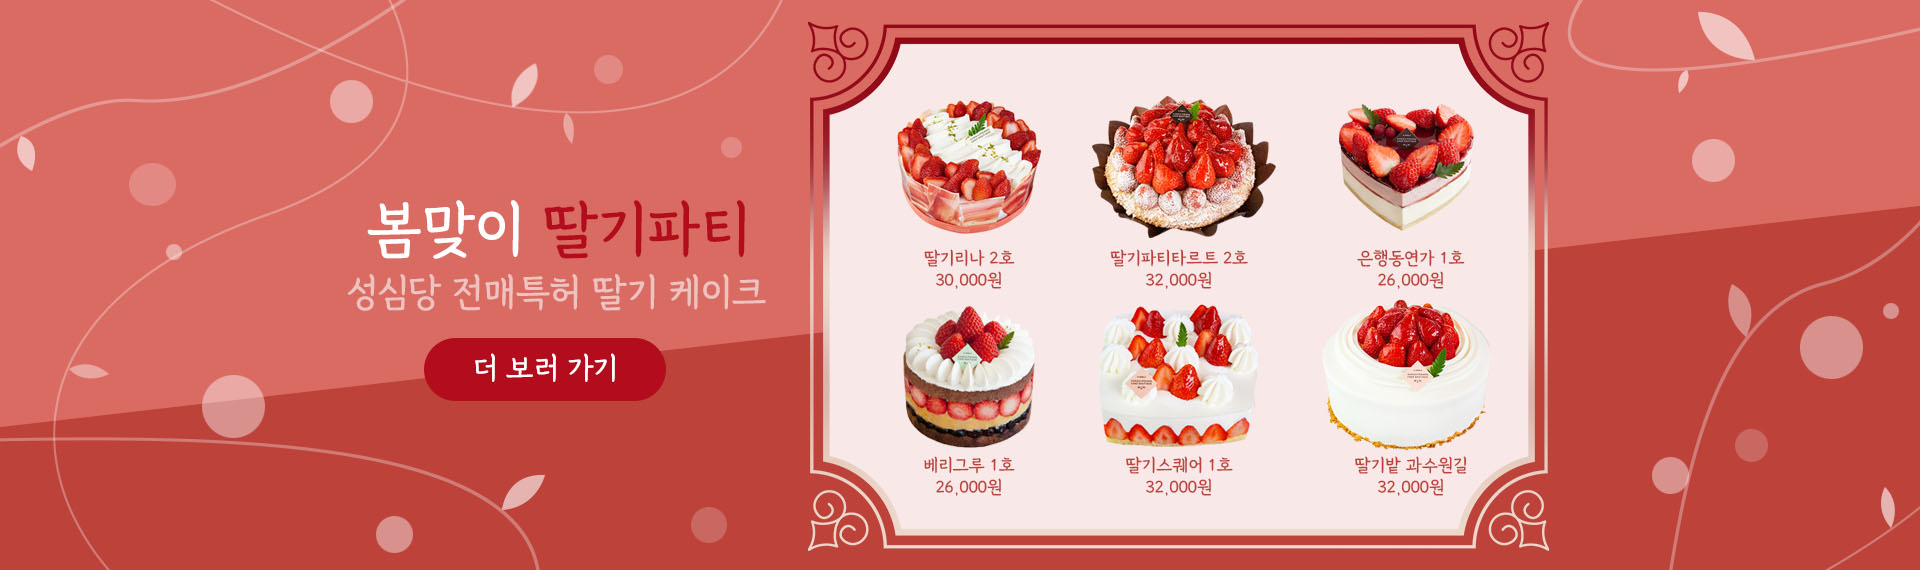 봄맞이 딸기파티
성심당 전매특허 딸기 케이크
더 보러 가기
딸기리나 2호
30,000원
딸기파티타르트 2호
32,000원
은행동연가 1호
26,000원
베리그루 1호
26,000원
딸기스퀘어 1호
32,000원
딸기밭 과수원길
32,000원